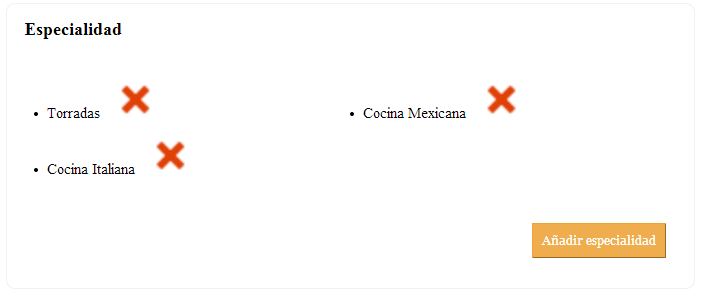 Especialidad
Torradas
Cocina Mexicana
Cocina Italiana
Añadir especialidad